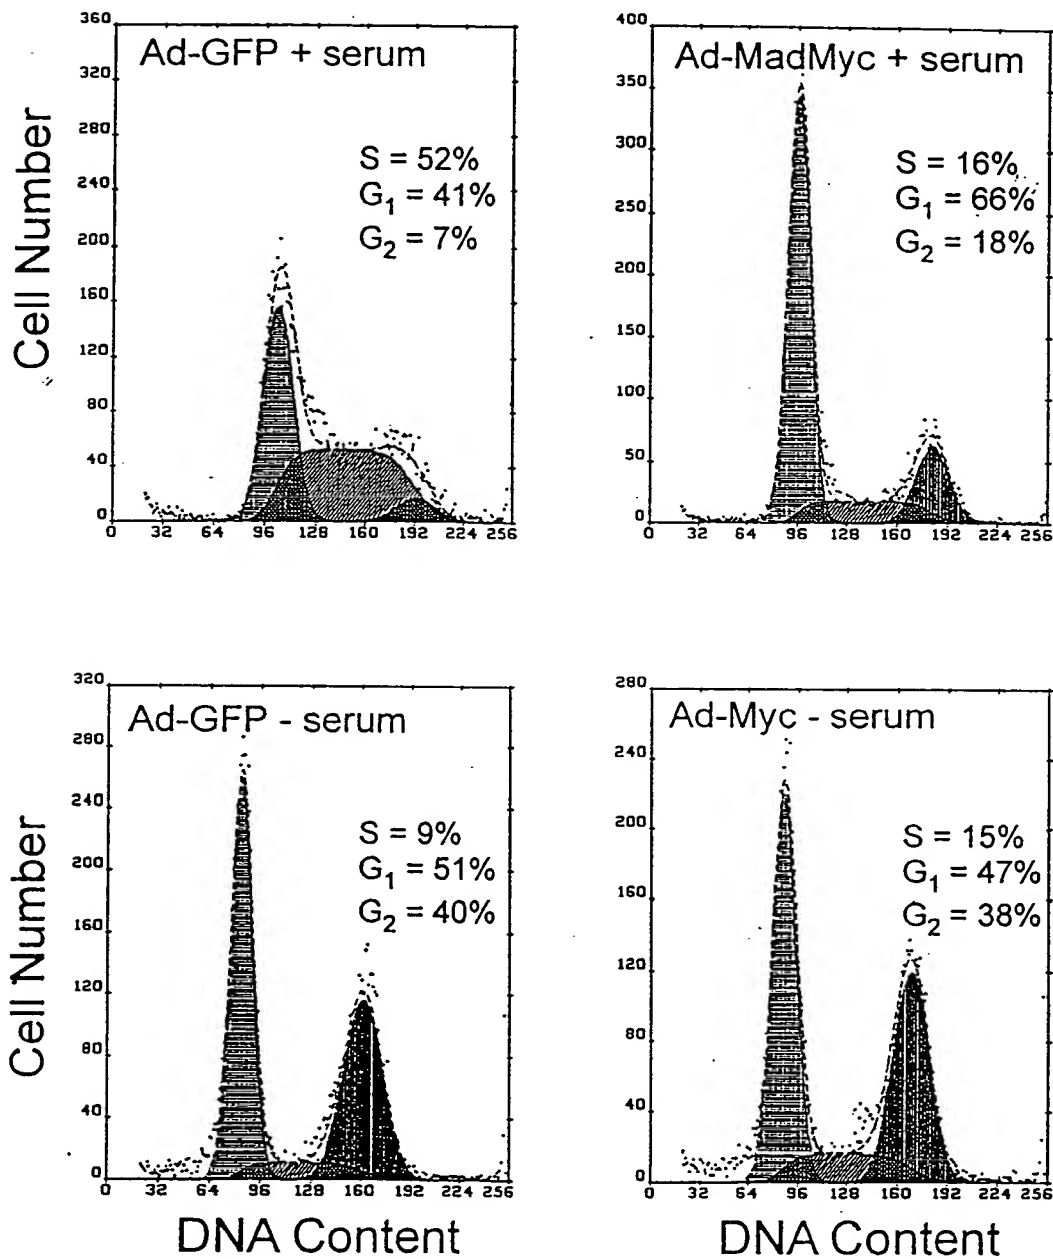 Ad-GFP + serum
S = 52%
G1 = 41%
G2 = 7%
Cell Number
360
320
280
240
200
160
120
80
40
0
0 32 64 96 128 160 192 224 256
Ad-MadMyc + serum
S = 16%
G1 = 66%
G2 = 18%
400
350
300
250
200
150
100
50
0
0 32 64 96 128 160 192 224 256
Ad-GFP - serum
S = 9%
G1 = 51%
G2 = 40%
Cell Number
320
280
240
200
160
120
80
40
0
0 32 64 96 128 160 192 224 256
DNA Content
Ad-Myc - serum
S = 15%
G1 = 47%
G2 = 38%
280
240
200
160
120
80
40
0
0 32 64 96 128 160 192 224 256
DNA Content